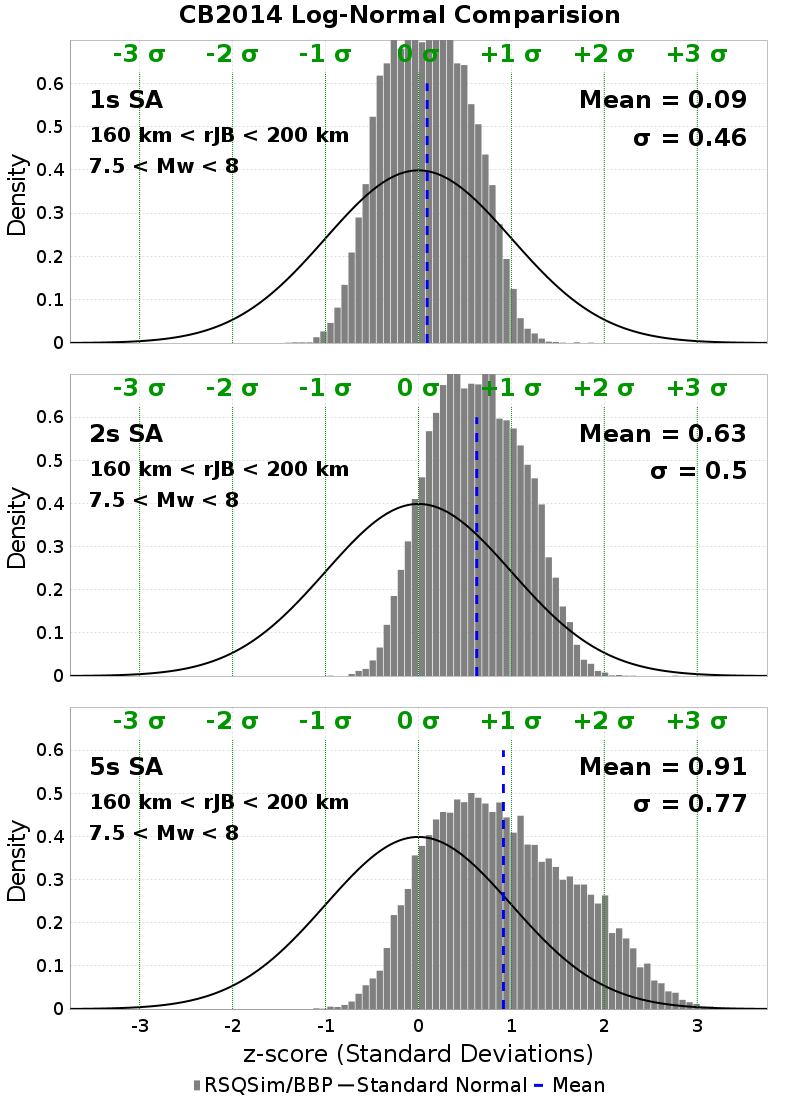 CB2014 Log-Normal Comparision
-3 σ -2 σ -1 σ 0 σ +1 σ +2 σ +3 σ
0.6
1s SA Mean = 0.09
0.5
160 km < rJB < 200 km σ = 0.46
7.5 < Mw < 8
0.4
0.3
0.2
0.1
0
Density
-3 σ -2 σ -1 σ 0 σ +1 σ +2 σ +3 σ
0.6
2s SA Mean = 0.63
0.5
160 km < rJB < 200 km σ = 0.5
7.5 < Mw < 8
0.4
0.3
0.2
0.1
0
Density
-3 σ -2 σ -1 σ 0 σ +1 σ +2 σ +3 σ
0.6
5s SA Mean = 0.91
0.5
160 km < rJB < 200 km σ = 0.77
7.5 < Mw < 8
0.4
0.3
0.2
0.1
0
Density
-3 -2 -1 0 1 2 3
z-score (Standard Deviations)
RSQSim/BBP Standard Normal Mean